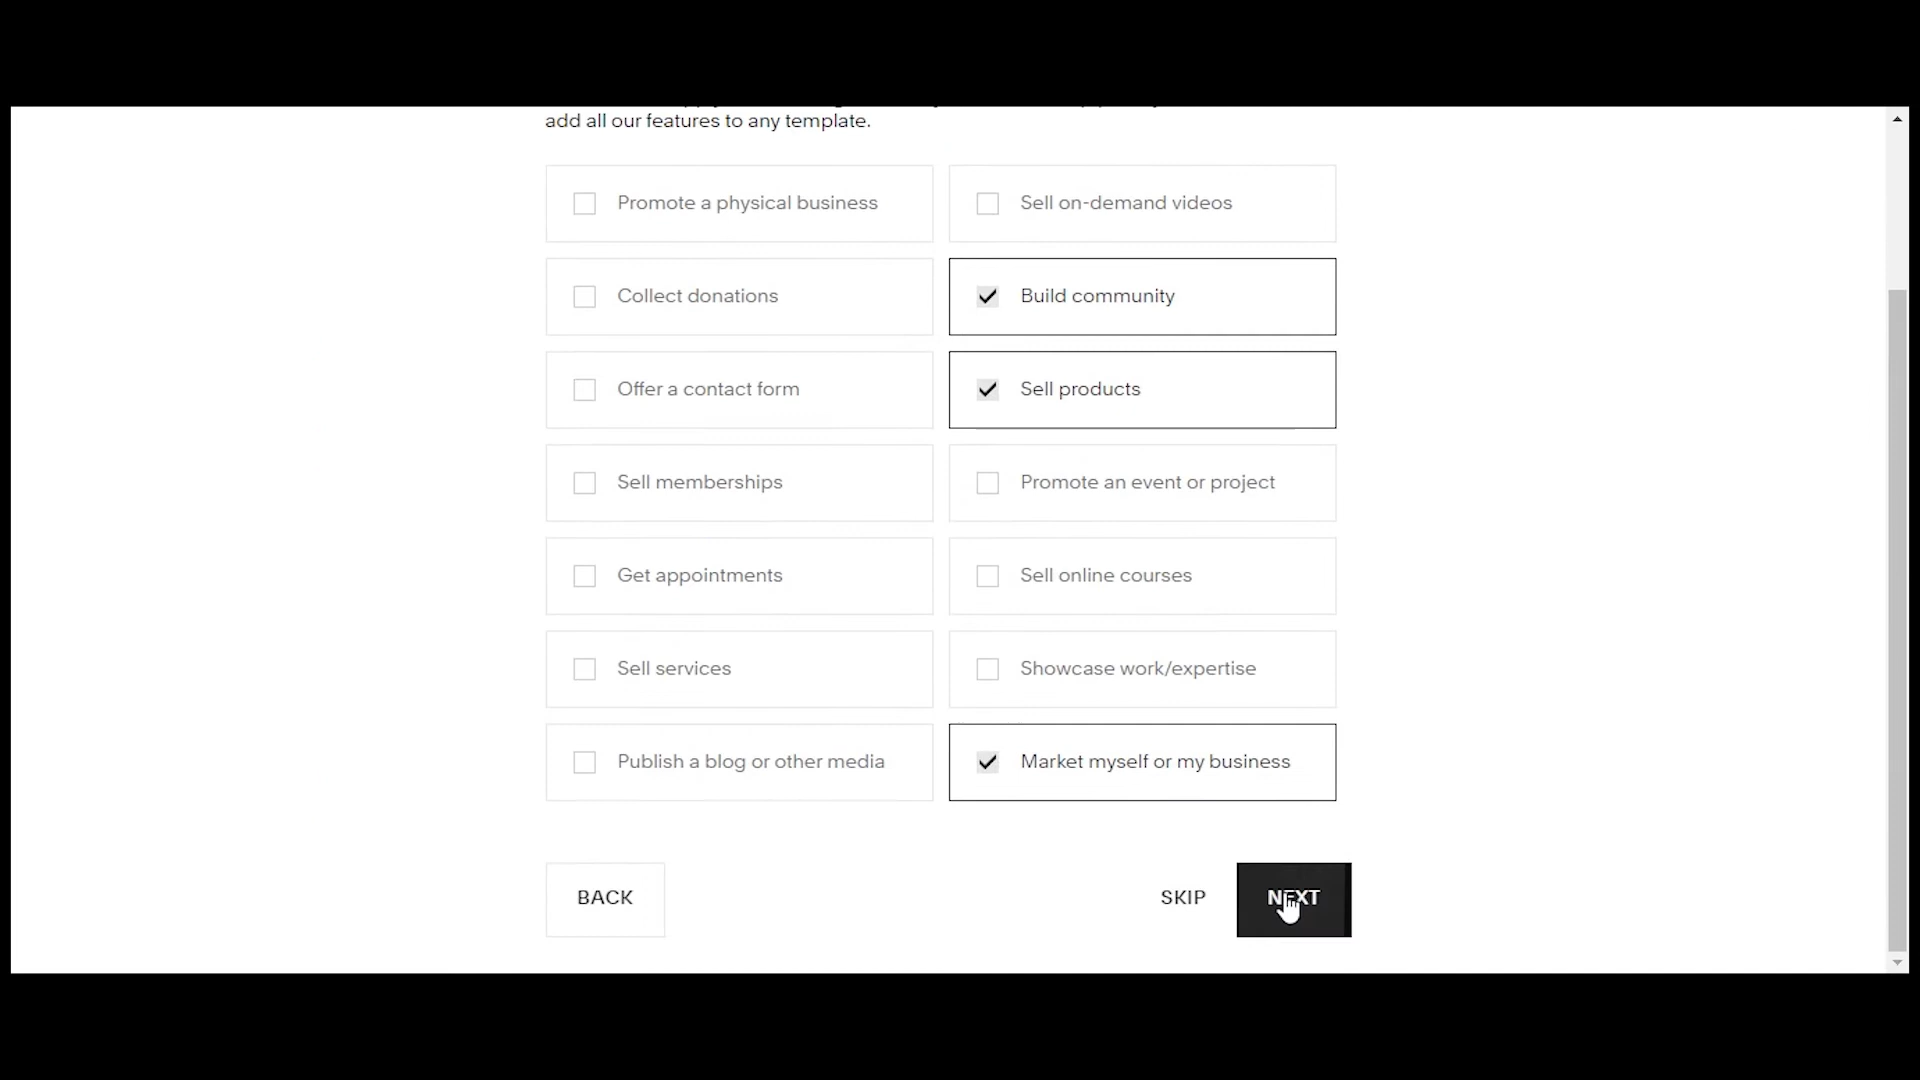 add all our features to any template.
Promote a physical business
Sell on-demand videos
Collect donations
Build community
Offer a contact form
Sell products
Sell memberships
Promote an event or project
Get appointments
Sell online courses
Sell services
Showcase work/expertise
Publish a blog or other media
Market myself or my business
BACK
SKIP
NEXT